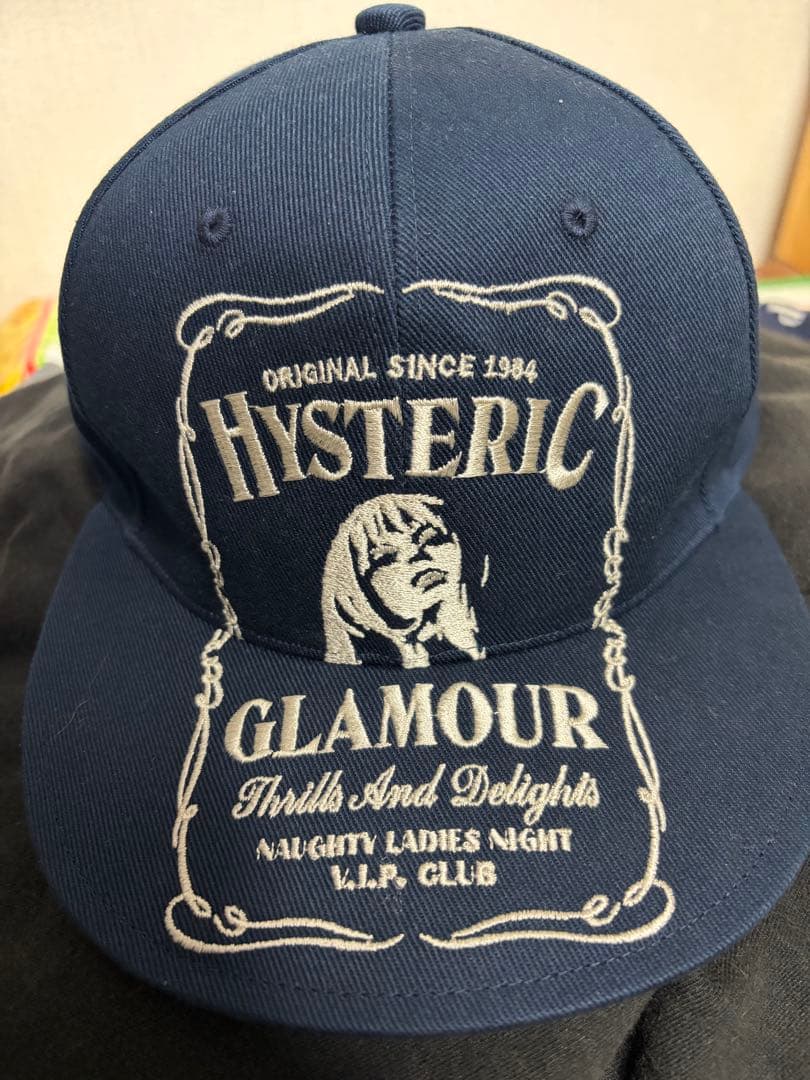 ORIGINAL SINCE 1984
HYSTERIC
GLAMOUR
Thrills And Delights
NAUGHTY LADIES NIGHT
V.I.P. CLUB